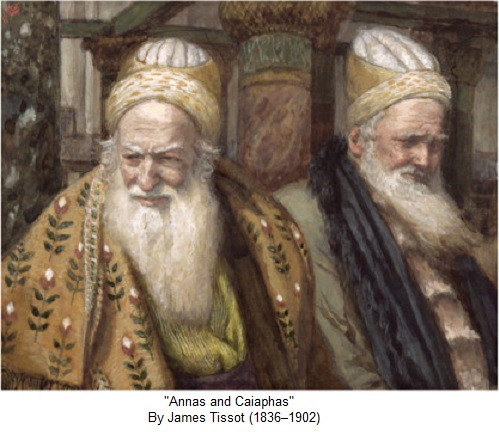 "Annas and Caiaphas"
By James Tissot (1836–1902)